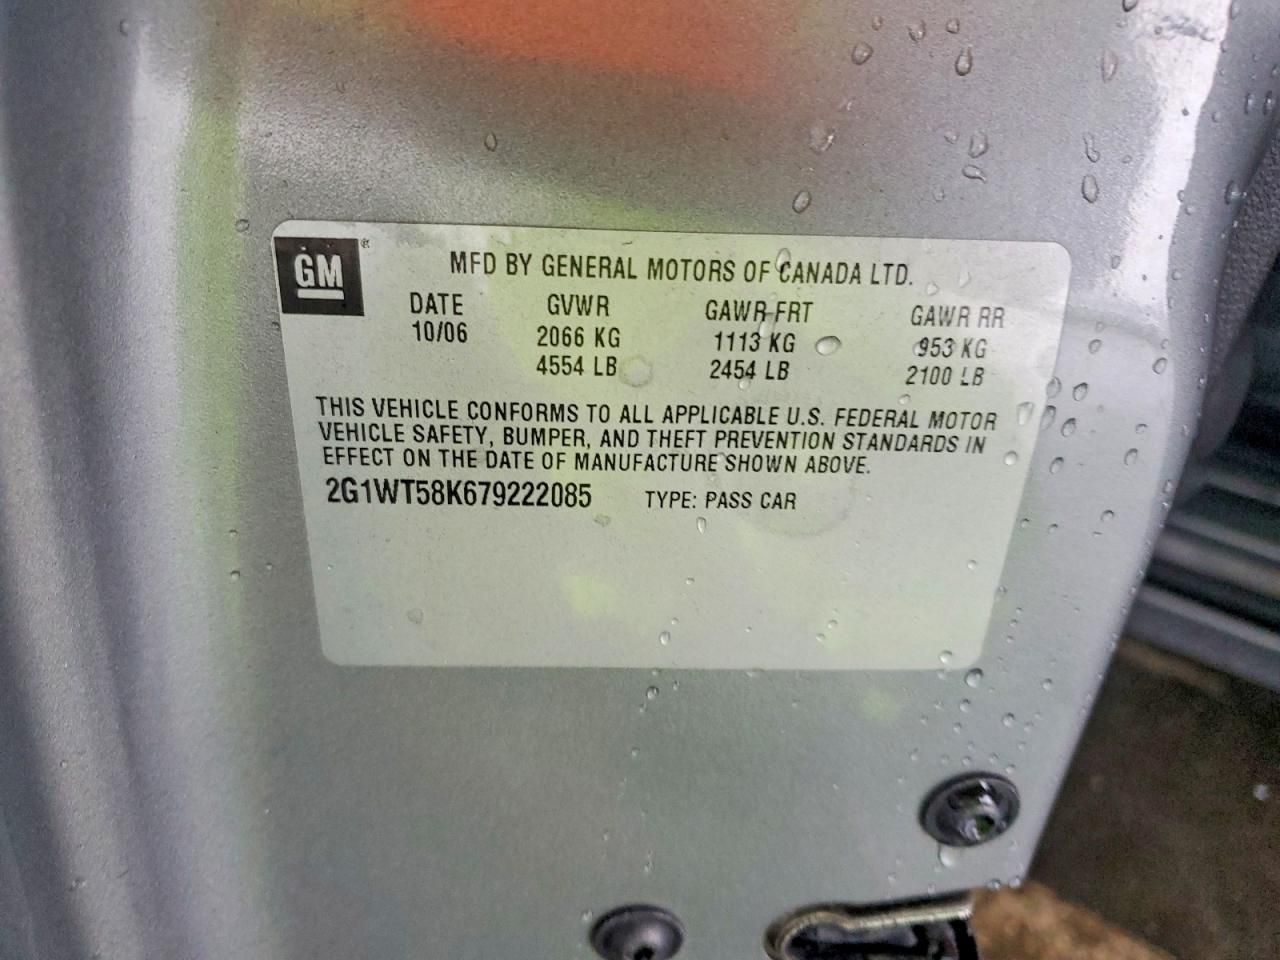 GM ®
MFD BY GENERAL MOTORS OF CANADA LTD.
DATE GVWR GAWR FRT GAWR RR
10/06 2066 KG 1113 KG 953 KG
4554 LB 2454 LB 2100 LB
THIS VEHICLE CONFORMS TO ALL APPLICABLE U.S. FEDERAL MOTOR
VEHICLE SAFETY, BUMPER, AND THEFT PREVENTION STANDARDS IN
EFFECT ON THE DATE OF MANUFACTURE SHOWN ABOVE.
2G1WT58K679222085 TYPE: PASS CAR